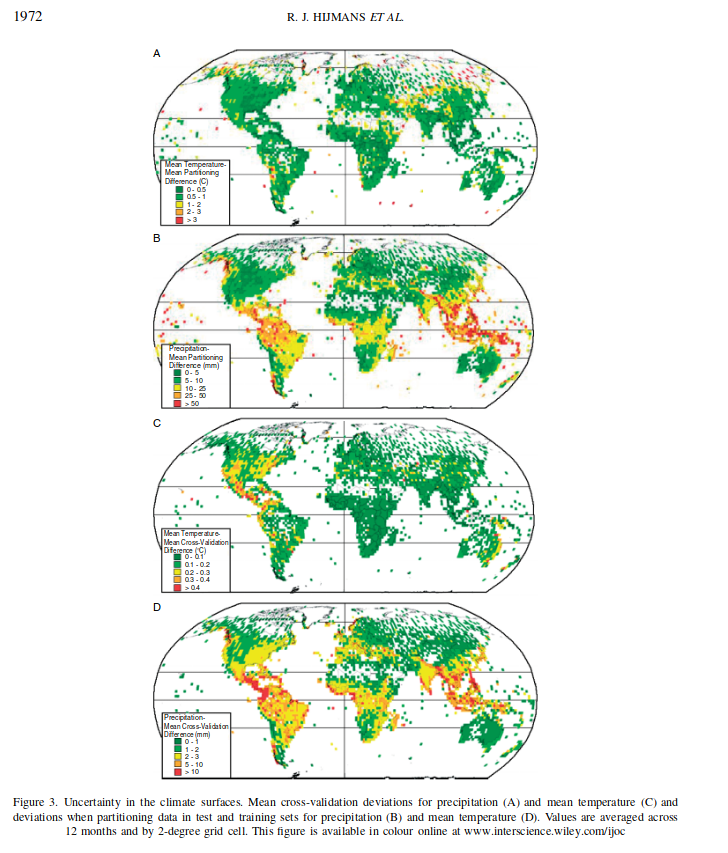 1972
R. J. HIJMANS ET AL.
A
Mean Temperature-
Mean Partitioning
Difference (C)
0 - 0.5
0.5 - 1
1 - 2
2 - 3
> 3
B
Precipitation-
Mean Partitioning
Difference (mm)
0 - 5
5 - 10
10 - 25
25 - 50
> 50
C
Mean Temperature-
Mean Cross-Validation
Difference (°C)
0 - 0.1
0.1 - 0.2
0.2 - 0.3
0.3 - 0.4
> 0.4
D
Precipitation-
Mean Cross-Validation
Difference (mm)
0 - 1
1 - 2
2 - 3
5 - 10
> 10
Figure 3. Uncertainty in the climate surfaces. Mean cross-validation deviations for precipitation (A) and mean temperature (C) and
deviations when partitioning data in test and training sets for precipitation (B) and mean temperature (D). Values are averaged across
12 months and by 2-degree grid cell. This figure is available in colour online at www.interscience.wiley.com/ijoc